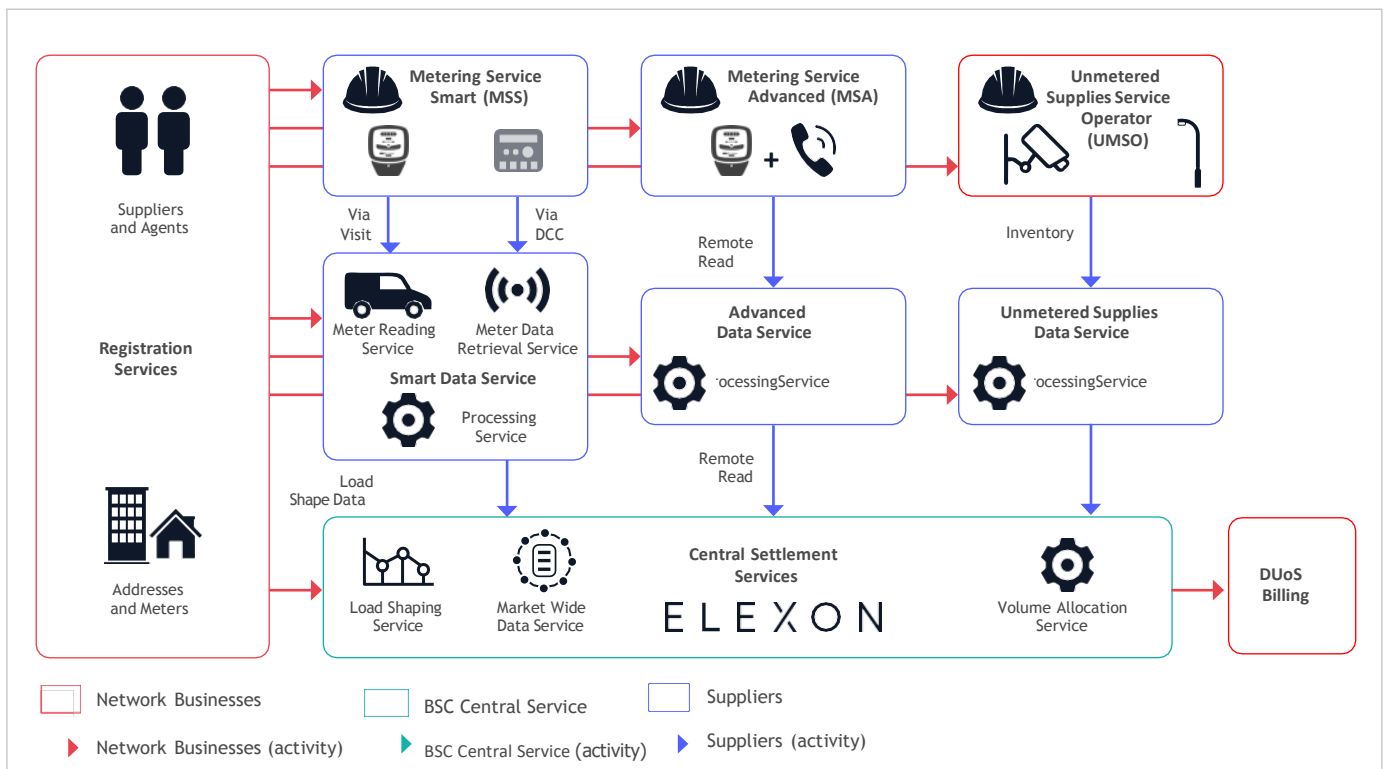 Suppliers
and Agents
Registration
Services
Addresses
and Meters
Metering Service
Smart (MSS)
Metering Service
Advanced (MSA)
+
Unmetered
Supplies Service
Operator
(UMSO)
Via
Visit
Via
DCC
Remote
Read
Inventory
Meter Reading
Service
Meter Data
Retrieval Service
Smart Data Service
Processing
Service
Advanced
Data Service
ocessingService
Unmetered Supplies
Data Service
ocessingService
Load
Shape Data
Remote
Read
Load Shaping
Service
Market Wide
Data Service
Central Settlement
Services
ELEXON
Volume Allocation
Service
DUoS
Billing
Network Businesses
BSC Central Service
Suppliers
Network Businesses (activity)
BSC Central Service (activity)
Suppliers (activity)